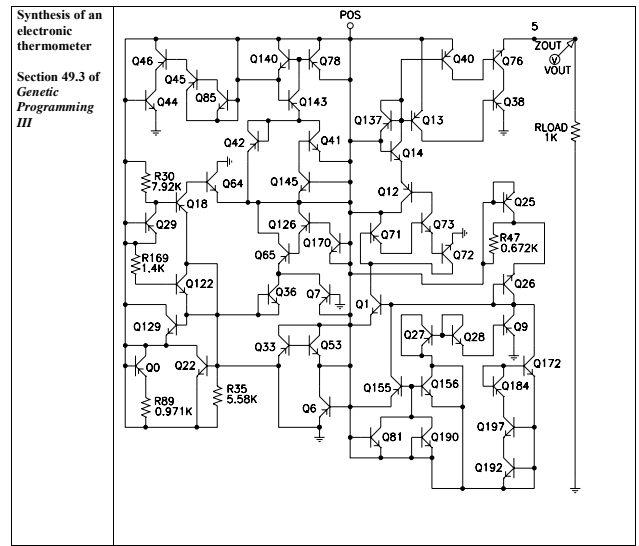 Synthesis of an
electronic
thermometer
Section 49.3 of
Genetic
Programming
III
POS
5
ZOUT
V
VOUT
Q46
Q45
Q44
Q85
Q140
Q78
Q143
Q40
Q76
Q38
Q137
Q13
Q14
RLOAD
1K
Q42
Q41
R30
7.92K
Q64
Q145
Q18
Q12
Q25
Q29
Q126
Q73
Q71
R47
0.672K
Q65
Q170
Q72
R169
1.4K
Q122
Q36
Q7
Q1
Q26
Q129
Q27
Q28
Q9
Q33
Q53
Q0
Q22
Q172
R35
5.58K
Q155
Q156
Q184
R89
0.971K
Q6
Q197
Q81
Q190
Q192